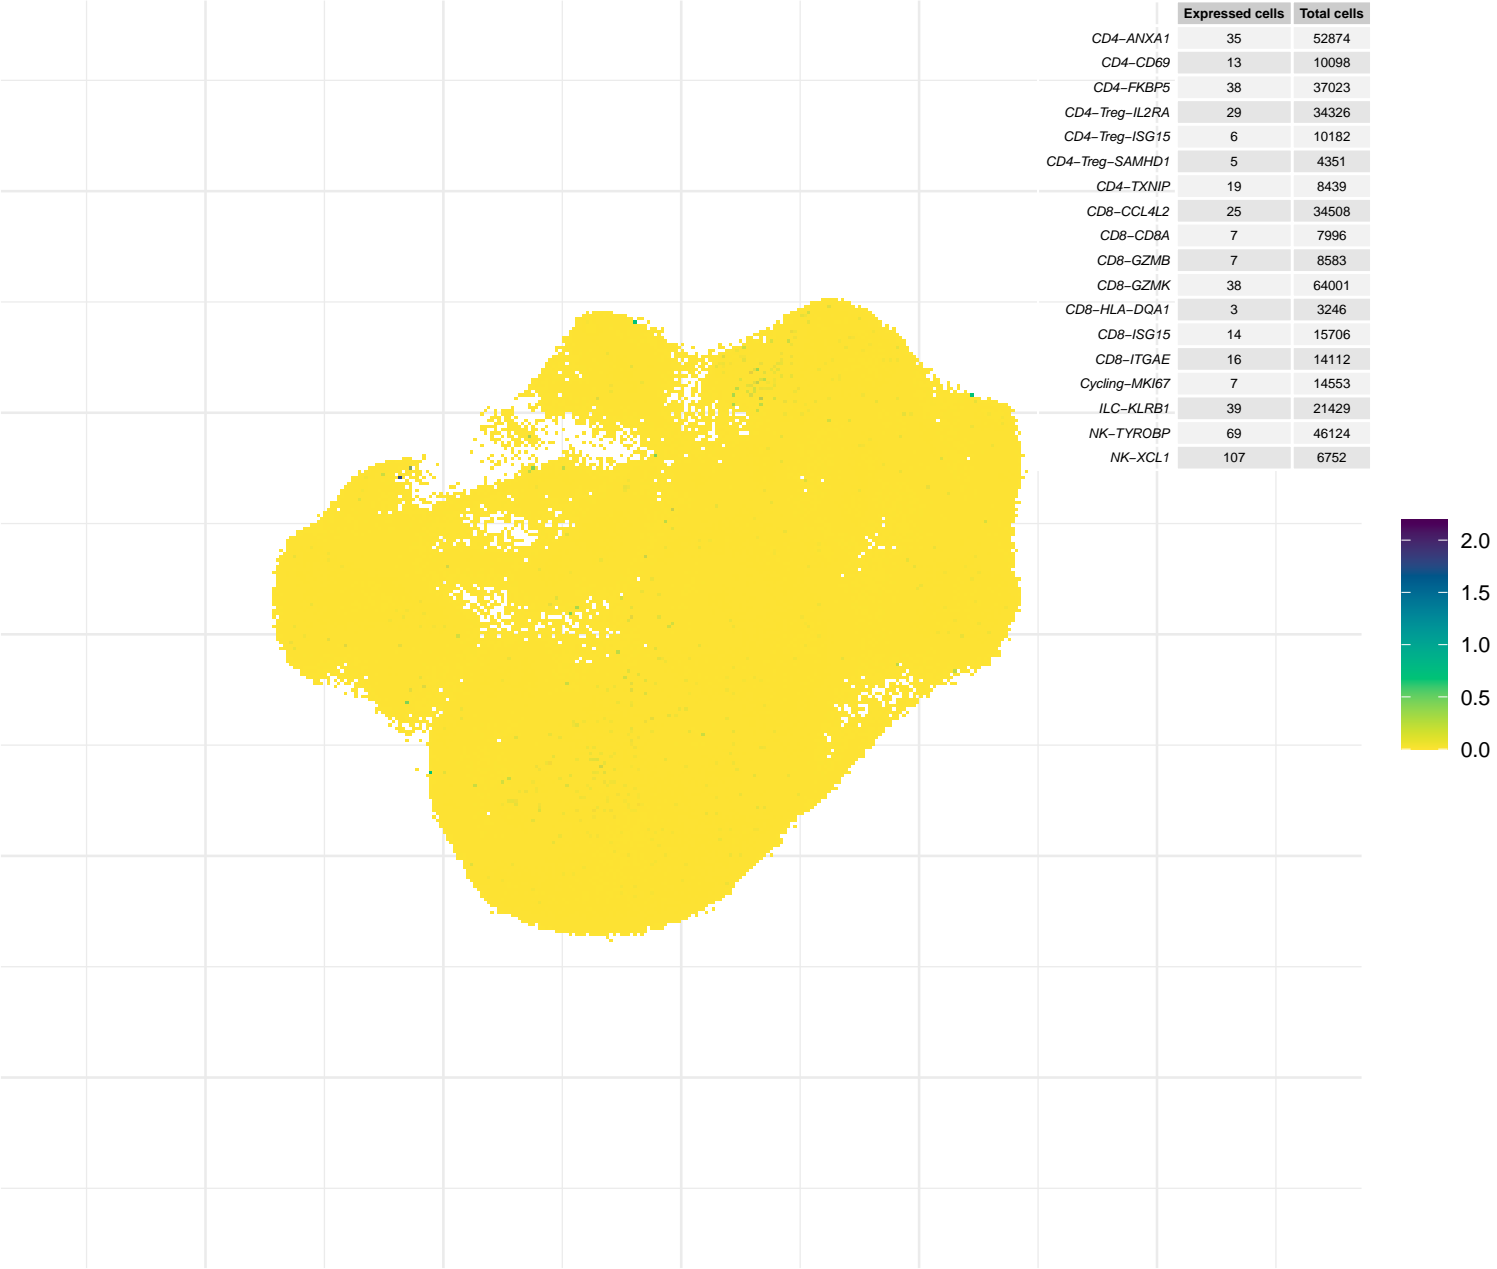 Expressed cells Total cells
CD4−ANXA1 35 52874
CD4−CD69 13 10098
CD4−FKBP5 38 37023
CD4−Treg−IL2RA 29 34326
CD4−Treg−ISG15 6 10182
CD4−Treg−SAMHD1 5 4351
CD4−TXNIP 19 8439
CD8−CCL4L2 25 34508
CD8−CD8A 7 7996
CD8−GZMB 7 8583
CD8−GZMK 38 64001
CD8−HLA−DQA1 3 3246
CD8−ISG15 14 15706
CD8−ITGAE 16 14112
Cycling−MKI67 7 14553
ILC−KLRB1 39 21429
NK−TYROBP 69 46124
NK−XCL1 107 6752
2.0
1.5
1.0
0.5
0.0